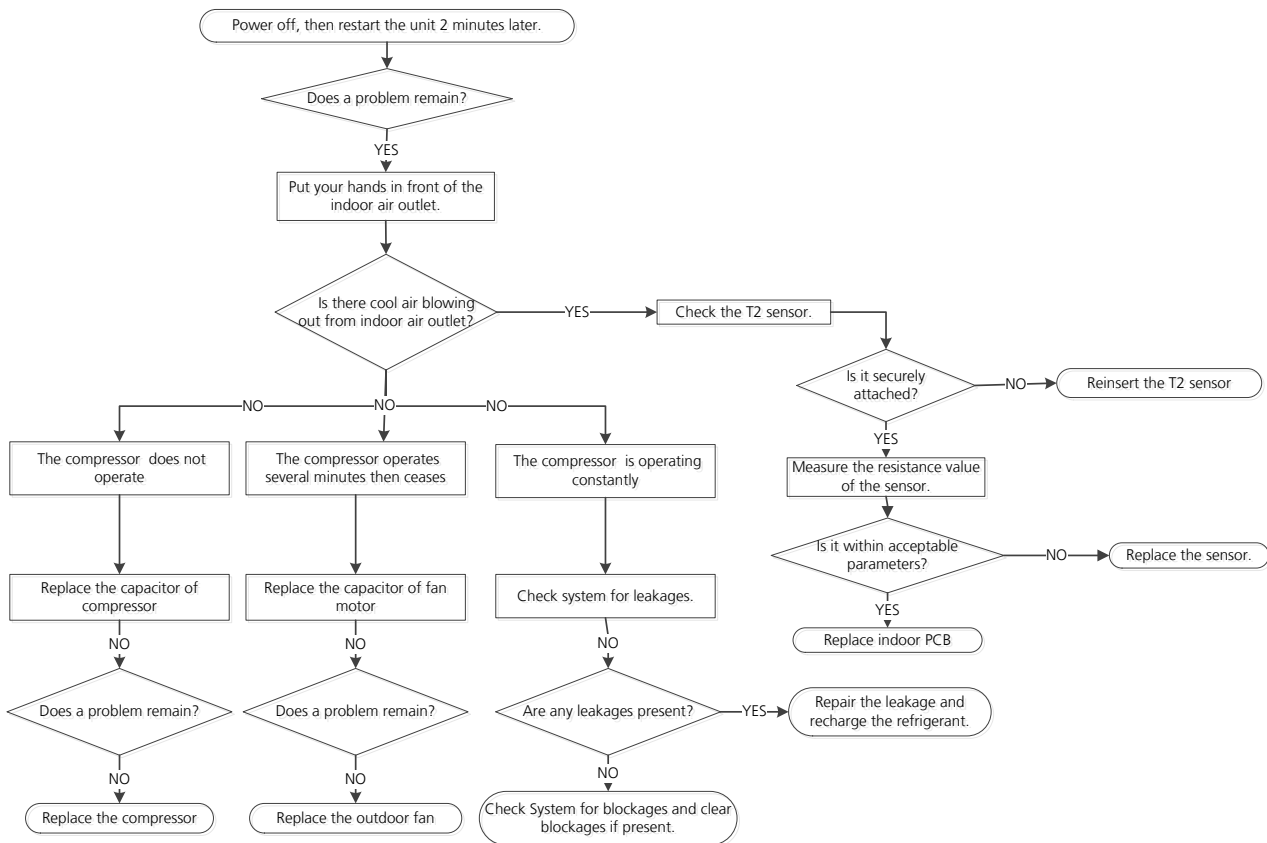 Power off, then restart the unit 2 minutes later.
Does a problem remain?
YES
Put your hands in front of the
indoor air outlet.
Is there cool air blowing
out from indoor air outlet?
YES
Check the T2 sensor.
Is it securely
attached?
NO
Reinsert the T2 sensor
YES
Measure the resistance value
of the sensor.
Is it within acceptable
parameters?
NO
Replace the sensor.
YES
Replace indoor PCB
NO
NO
NO
The compressor does not
operate
The compressor operates
several minutes then ceases
The compressor is operating
constantly
Replace the capacitor of
compressor
Replace the capacitor of fan
motor
Check system for leakages.
NO
NO
NO
Does a problem remain?
Does a problem remain?
Are any leakages present?
YES
Repair the leakage and
recharge the refrigerant.
NO
NO
NO
Replace the compressor
Replace the outdoor fan
Check System for blockages and clear
blockages if present.